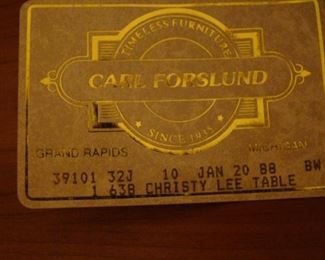 TIMELESS FURNITURE
CARL FORSLUND
SINCE 1935
GRAND RAPIDS MICHIGAN
39101 32J 10 JAN 20 88 BW
1 638 CHRISTY LEE TABLE